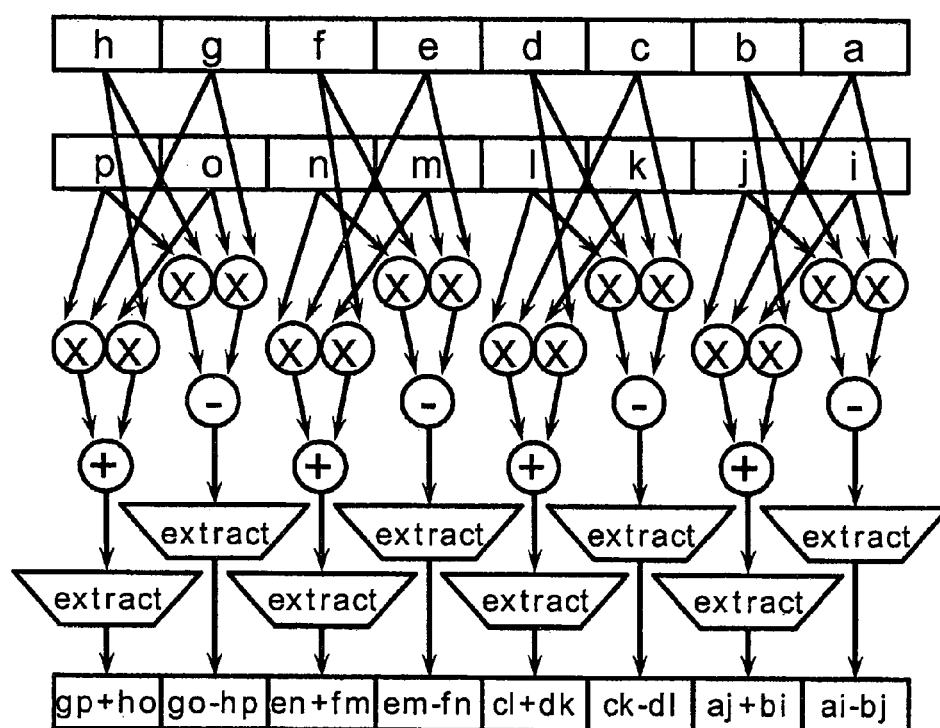 h g f e d c b a
p o n m l k j i
X X X X X X X X
X X X X X X X X
- - - -
+ + + +
extract extract extract extract
extract extract extract extract
gp+ho go-hp en+fm em-fn cl+dk ck-dl aj+bi ai-bj